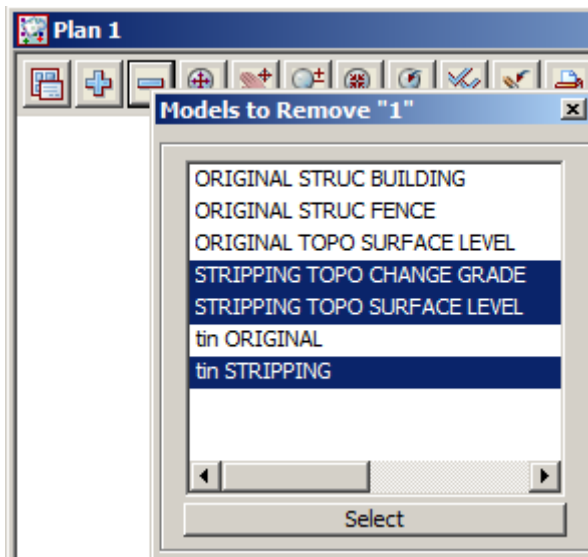 Plan 1
Models to Remove "1"
ORIGINAL STRUC BUILDING
ORIGINAL STRUC FENCE
ORIGINAL TOPO SURFACE LEVEL
STRIPPING TOPO CHANGE GRADE
STRIPPING TOPO SURFACE LEVEL
tin ORIGINAL
tin STRIPPING
Select